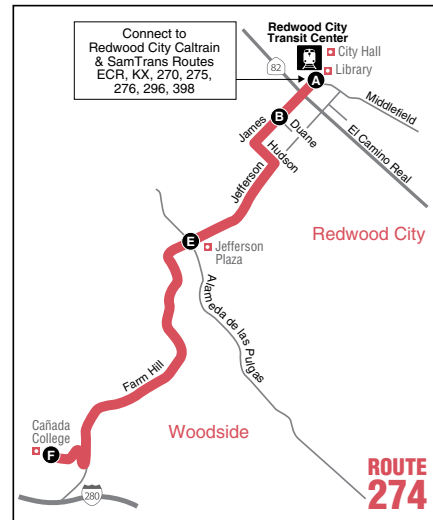 Connect to
Redwood City Caltrain
& SamTrans Routes
ECR, KX, 270, 275,
276, 296, 398
Redwood City
Transit Center
City Hall
Library
82
A
Middlefield
B
James
Duane
Hudson
El Camino Real
Jefferson
Redwood City
E
Jefferson
Plaza
Alameda de las Pulgas
Farm Hill
Woodside
Cañada
College
F
280
ROUTE
274